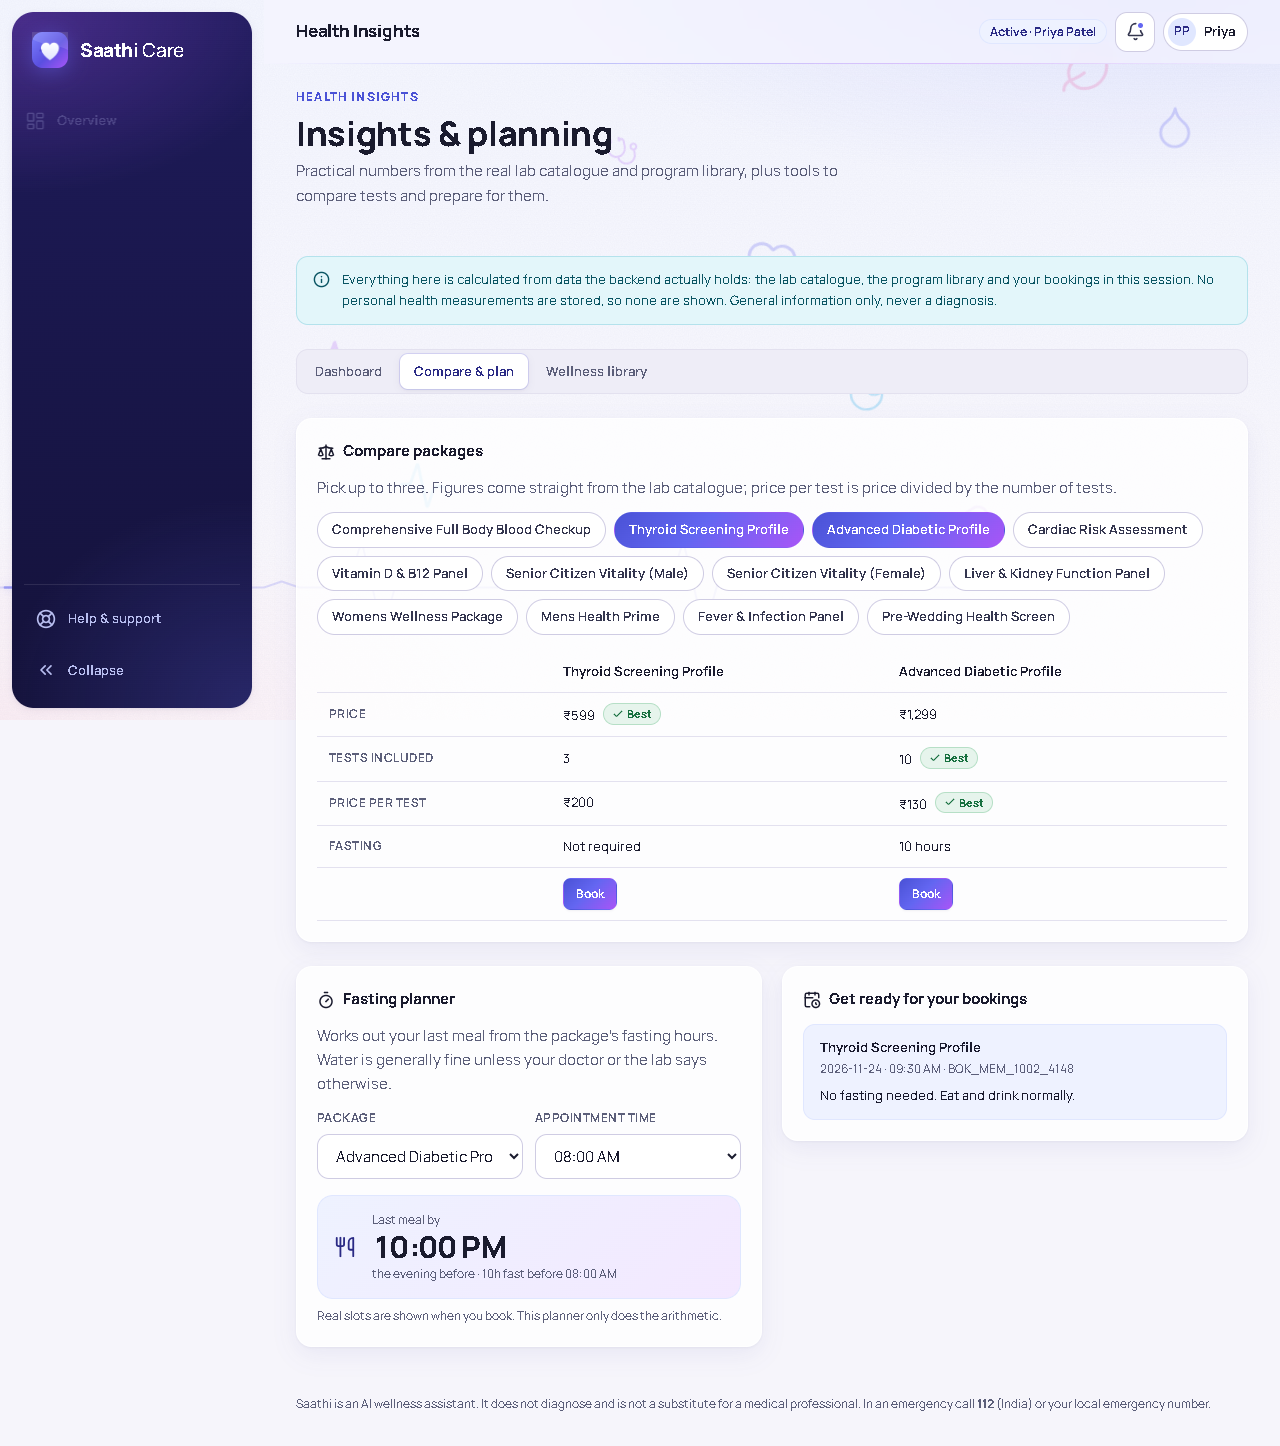 Saathi Care
Overview
Help & support
Collapse
Health Insights
Active · Priya Patel
PP
Priya
HEALTH INSIGHTS
Insights & planning
Practical numbers from the real lab catalogue and program library, plus tools to
compare tests and prepare for them.
Everything here is calculated from data the backend actually holds: the lab catalogue, the program library and your bookings in this session. No
personal health measurements are stored, so none are shown. General information only, never a diagnosis.
Dashboard
Compare & plan
Wellness library
Compare packages
Pick up to three. Figures come straight from the lab catalogue; price per test is price divided by the number of tests.
Comprehensive Full Body Blood Checkup
Thyroid Screening Profile
Advanced Diabetic Profile
Cardiac Risk Assessment
Vitamin D & B12 Panel
Senior Citizen Vitality (Male)
Senior Citizen Vitality (Female)
Liver & Kidney Function Panel
Womens Wellness Package
Mens Health Prime
Fever & Infection Panel
Pre-Wedding Health Screen
Thyroid Screening Profile
Advanced Diabetic Profile
PRICE
₹599
Best
₹1,299
TESTS INCLUDED
3
10
Best
PRICE PER TEST
₹200
₹130
Best
FASTING
Not required
10 hours
Book
Book
Fasting planner
Works out your last meal from the package's fasting hours.
Water is generally fine unless your doctor or the lab says
otherwise.
PACKAGE
APPOINTMENT TIME
Advanced Diabetic Pro
08:00 AM
Last meal by
10:00 PM
the evening before · 10h fast before 08:00 AM
Real slots are shown when you book. This planner only does the arithmetic.
Get ready for your bookings
Thyroid Screening Profile
2026-11-24 · 09:30 AM · BOK_MEM_1002_4148
No fasting needed. Eat and drink normally.
Saathi is an AI wellness assistant. It does not diagnose and is not a substitute for a medical professional. In an emergency call 112 (India) or your local emergency number.